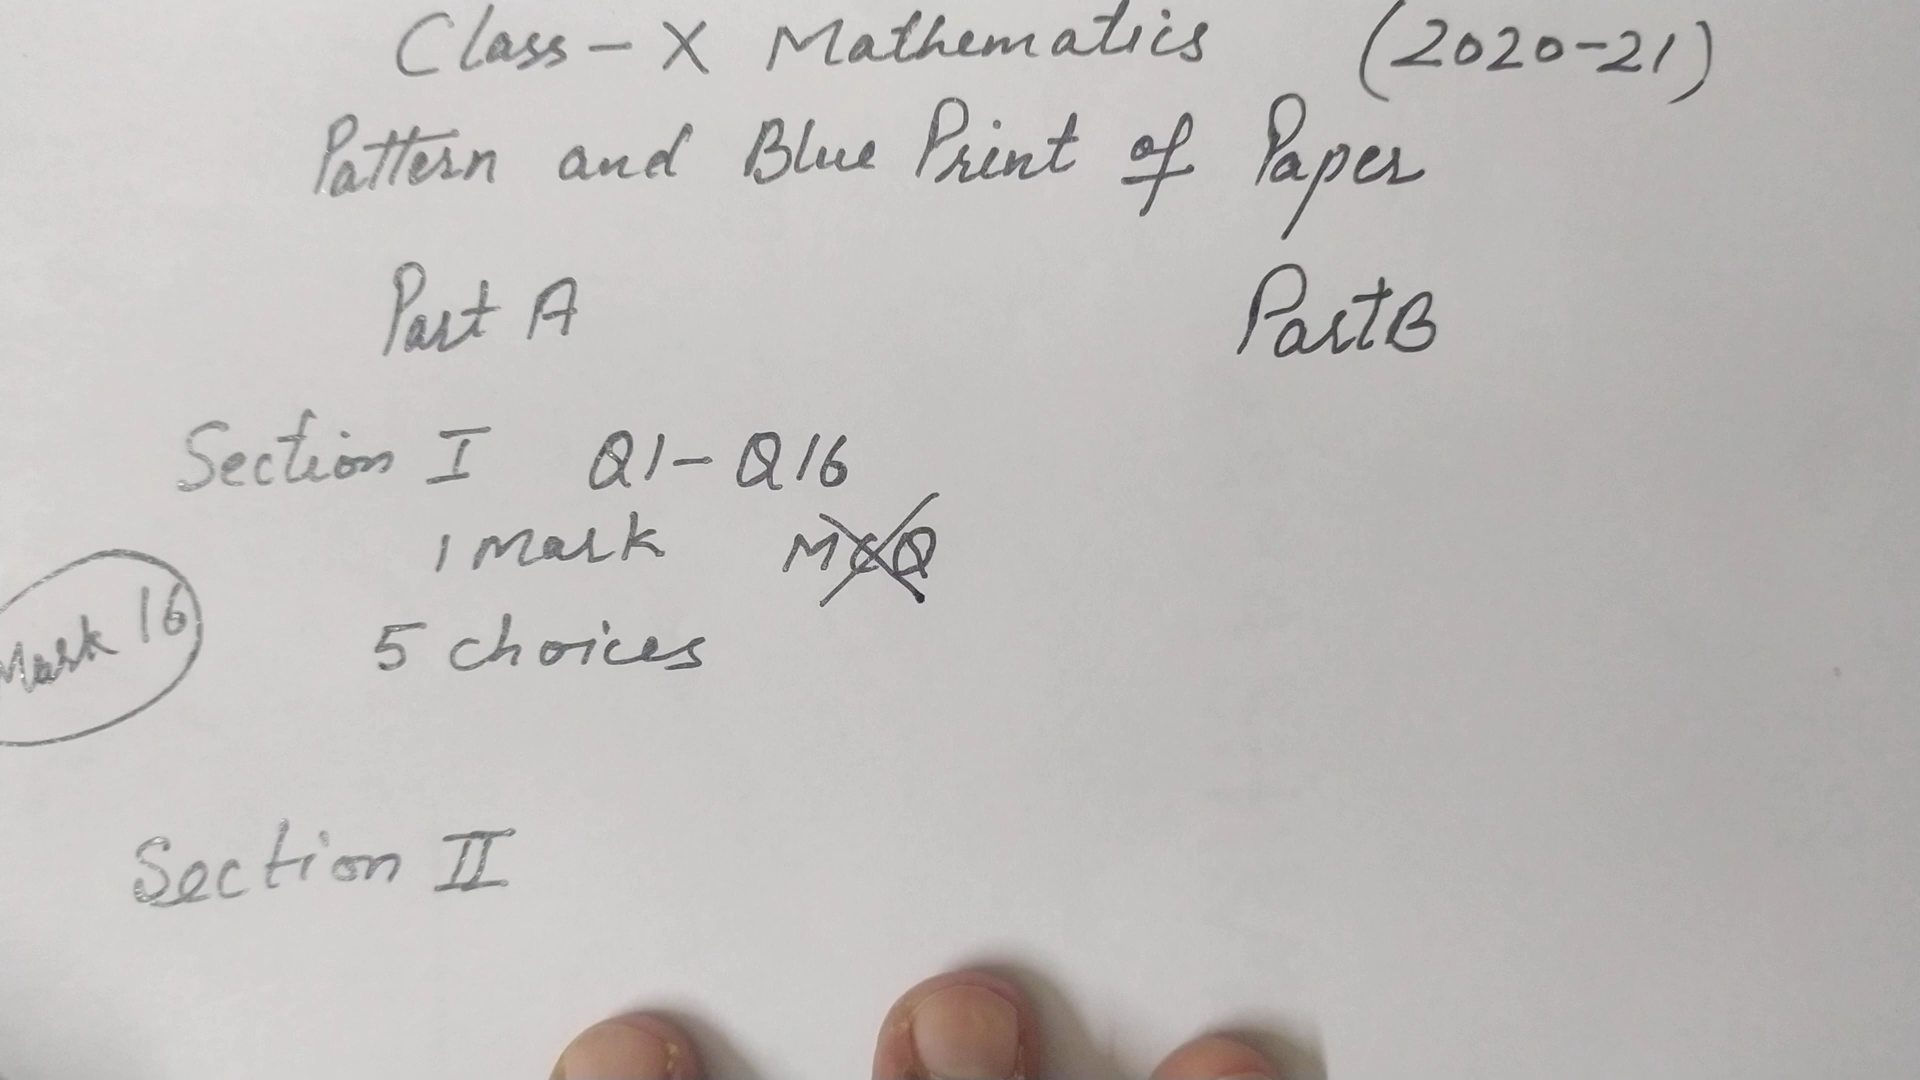 Class - X Mathematics (2020-21)
Pattern and Blue Print of Paper
Part A Part B
Section I Q1 - Q16
1 Mark MCQ
5 choices
Mark 16
Section II